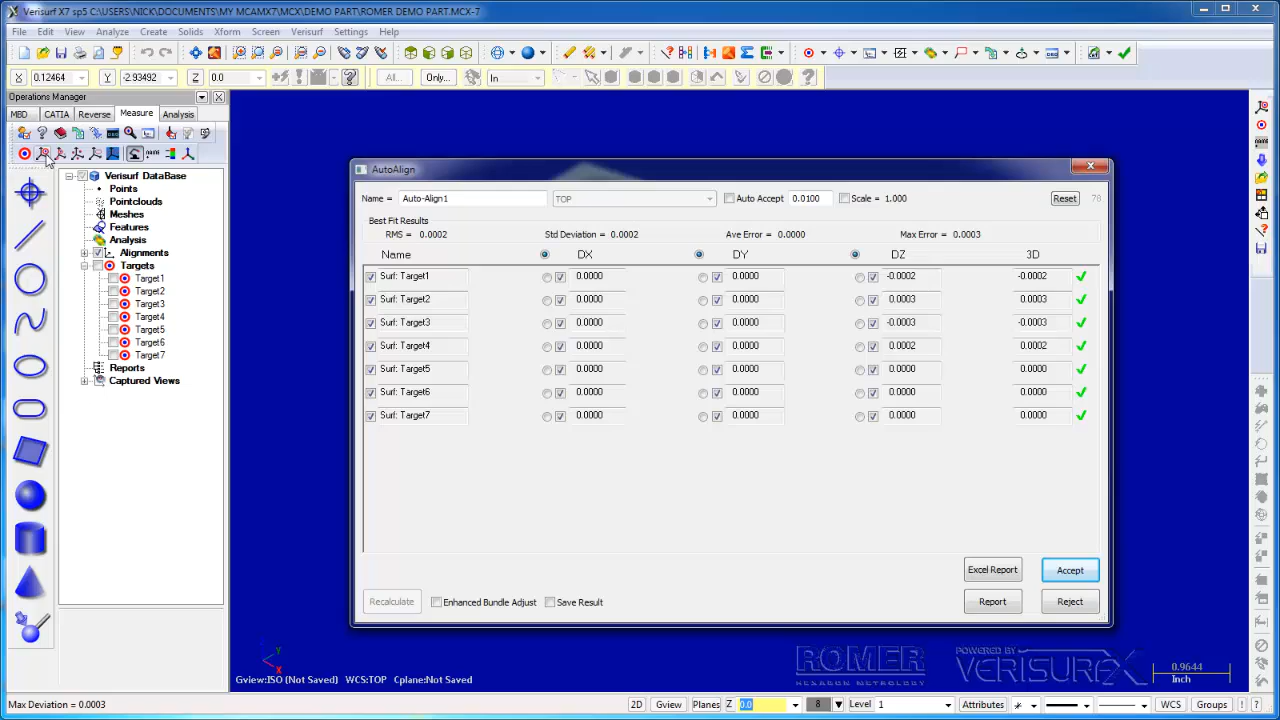 Verisurf X7 sp5 C:\USERS\NICK\DOCUMENTS\MY MCAMX7\MCX\DEMO PART\ROMER DEMO PART.MCX-7
File Edit View Analyze Create Solids Xform Screen Verisurf Settings Help
X 0.12464 Y -2.93492 Z 0.0 All... Only... In
Operations Manager
MBD CATIA Reverse Measure Analysis
Verisurf DataBase
Points
Pointclouds
Meshes
Features
Analysis
Alignments
Targets
Target1
Target2
Target3
Target4
Target5
Target6
Target7
Reports
Captured Views
AutoAlign
Name = Auto-Align1 TOP Auto Accept 0.0100 Scale = 1.000 Reset 78
Best Fit Results
RMS = 0.0002 Std Deviation = 0.0002 Ave Error = 0.0000 Max Error = 0.0003
Name DX DY DZ 3D
Surf: Target1 0.0000 0.0000 -0.0002 -0.0002
Surf: Target2 0.0000 0.0000 0.0003 0.0003
Surf: Target3 0.0000 0.0000 -0.0003 -0.0003
Surf: Target4 0.0000 0.0000 0.0002 0.0002
Surf: Target5 0.0000 0.0000 0.0000 0.0000
Surf: Target6 0.0000 0.0000 0.0000 0.0000
Surf: Target7 0.0000 0.0000 0.0000 0.0000
Excel Report Accept
Recalculate Enhanced Bundle Adjust Save Result Report Reject
Y
X
Gview:ISO (Not Saved) WCS:TOP Cplane:Not Saved
ROMER
HEXAGON METROLOGY
POWERED BY
VERISURF X
0.9644
Inch
Max Deviation = 0.0003
2D Gview Planes Z 0.0 8 Level 1 Attributes WCS Groups ! ?